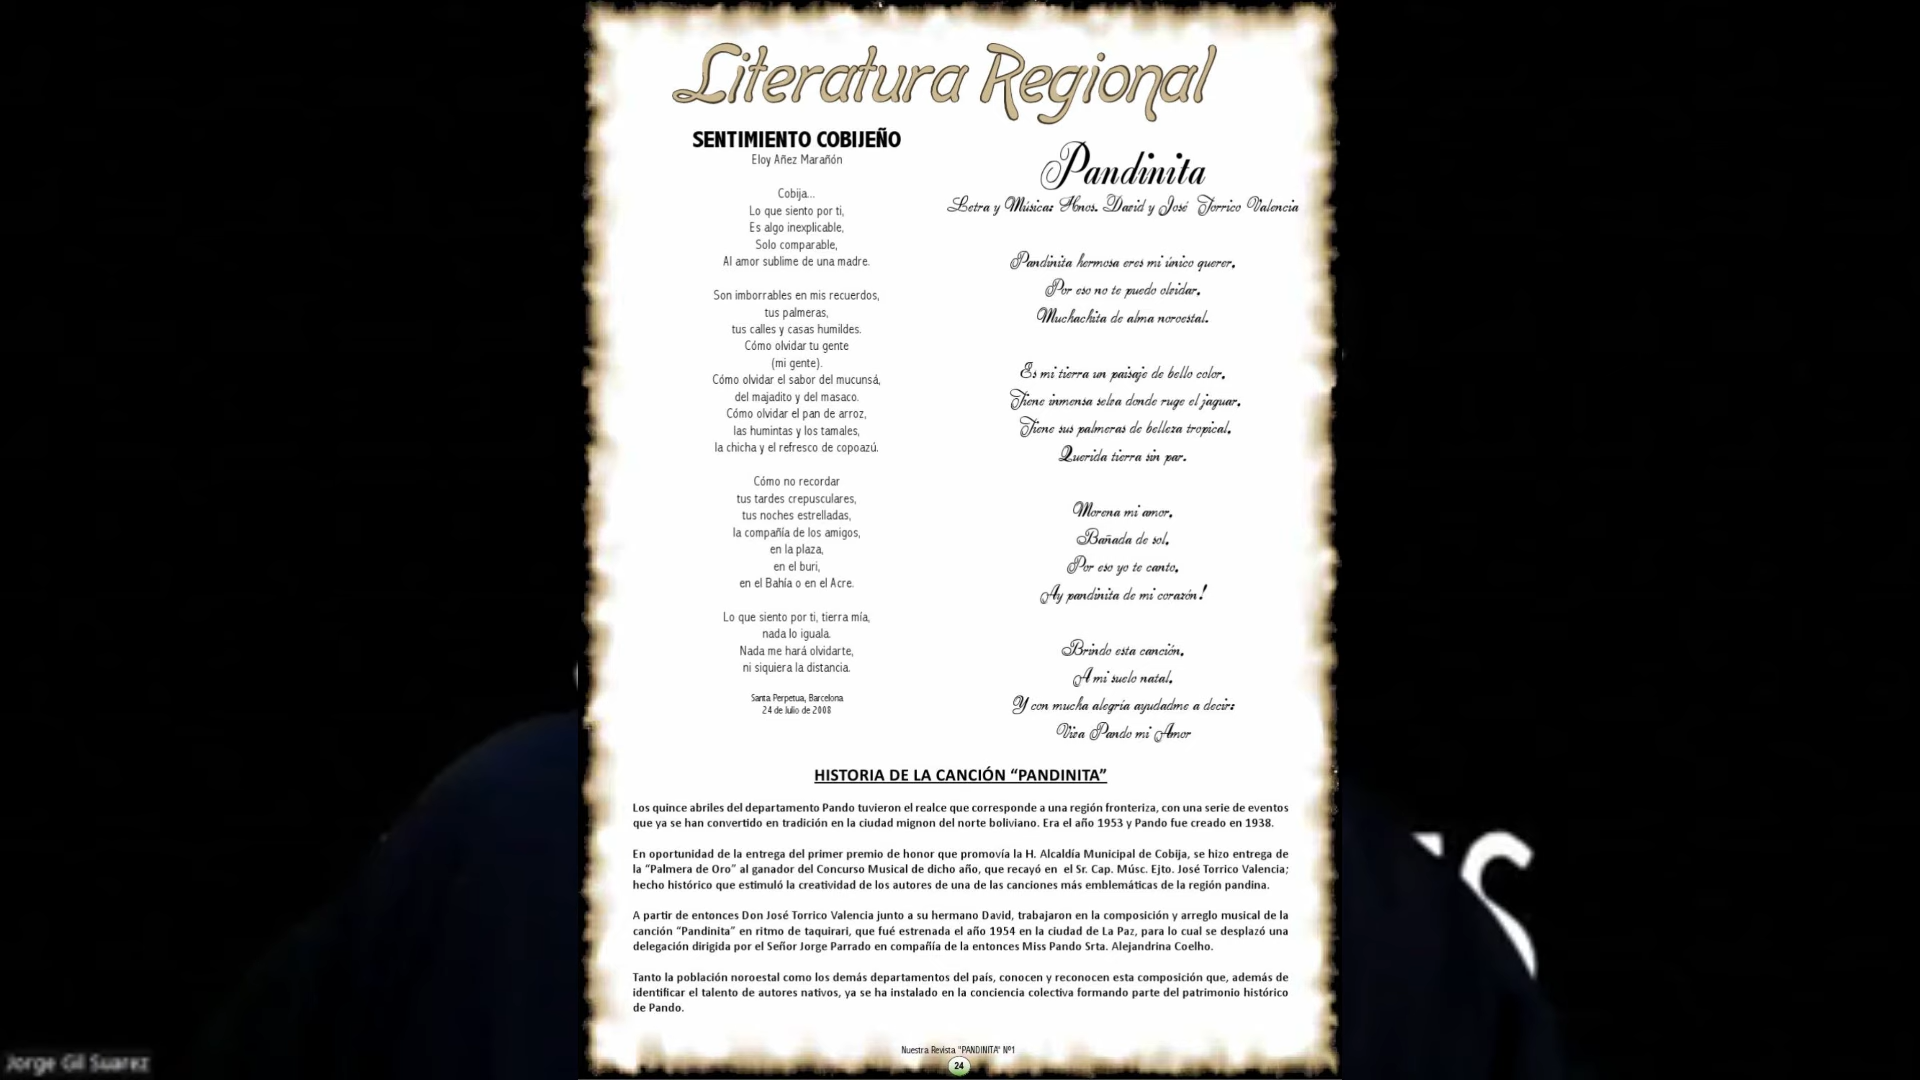 Literatura Regional
SENTIMIENTO COBIJEÑO
Eloy Añez Marañón
Cobija...
Lo que siento por ti,
Es algo inexplicable,
Solo comparable,
Al amor sublime de una madre.
Son imborrables en mis recuerdos,
tus palmeras,
tus calles y casas humildes.
Cómo olvidar tu gente
(mi gente).
Cómo olvidar el sabor del mucunsá,
del majadito y del masaco.
Cómo olvidar el pan de arroz,
las humintas y los tamales,
la chicha y el refresco de copoazú.
Cómo no recordar
tus tardes crepusculares,
tus noches estrelladas,
la compañía de los amigos,
en la plaza,
en el buri,
en el Bahía o en el Acre.
Lo que siento por ti, tierra mía,
nada lo iguala.
Nada me hará olvidarte,
ni siquiera la distancia.
Santa Perpetua, Barcelona
24 de Julio de 2008
Pandinita
Letra y Música: Hnos. David y José Torrico Valencia
Pandinita hermosa eres mi único querer,
Por eso no te puedo olvidar,
Muchachita de alma noroestal.
Es mi tierra un paisaje de bello color,
Tiene inmensa selva donde ruge el jaguar,
Tiene sus palmeras de belleza tropical,
Querida tierra sin par.
Morena mi amor,
Bañada de sol,
Por eso yo te canto,
Ay pandinita de mi corazón!
Brindo esta canción,
A mi suelo natal,
Y con mucha alegría ayudadme a decir:
Viva Pando mi Amor
HISTORIA DE LA CANCIÓN “PANDINITA”
Los quince abriles del departamento Pando tuvieron el realce que corresponde a una región fronteriza, con una serie de eventos
que ya se han convertido en tradición en la ciudad mignon del norte boliviano. Era el año 1953 y Pando fue creado en 1938.
En oportunidad de la entrega del primer premio de honor que promovía la H. Alcaldía Municipal de Cobija, se hizo entrega de
la “Palmera de Oro” al ganador del Concurso Musical de dicho año, que recayó en el Sr. Cap. Músc. Ejto. José Torrico Valencia;
hecho histórico que estimuló la creatividad de los autores de una de las canciones más emblemáticas de la región pandina.
A partir de entonces Don José Torrico Valencia junto a su hermano David, trabajaron en la composición y arreglo musical de la
canción “Pandinita” en ritmo de taquirari, que fué estrenada el año 1954 en la ciudad de La Paz, para lo cual se desplazó una
delegación dirigida por el Señor Jorge Parrado en compañía de la entonces Miss Pando Srta. Alejandrina Coelho.
Tanto la población noroestal como los demás departamentos del país, conocen y reconocen esta composición que, además de
identificar el talento de autores nativos, ya se ha instalado en la conciencia colectiva formando parte del patrimonio histórico
de Pando.
Nuestra Revista "PANDINITA" Nº1
24
Jorge Gil Suarez